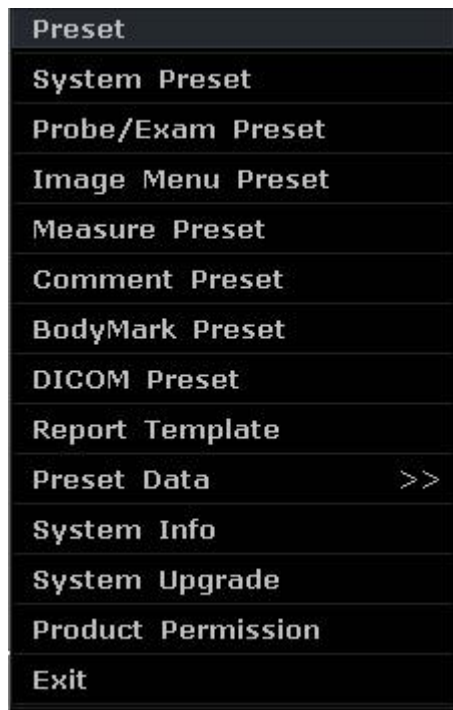 Preset
System Preset
Probe/Exam Preset
Image Menu Preset
Measure Preset
Comment Preset
BodyMark Preset
DICOM Preset
Report Template
Preset Data >>
System Info
System Upgrade
Product Permission
Exit